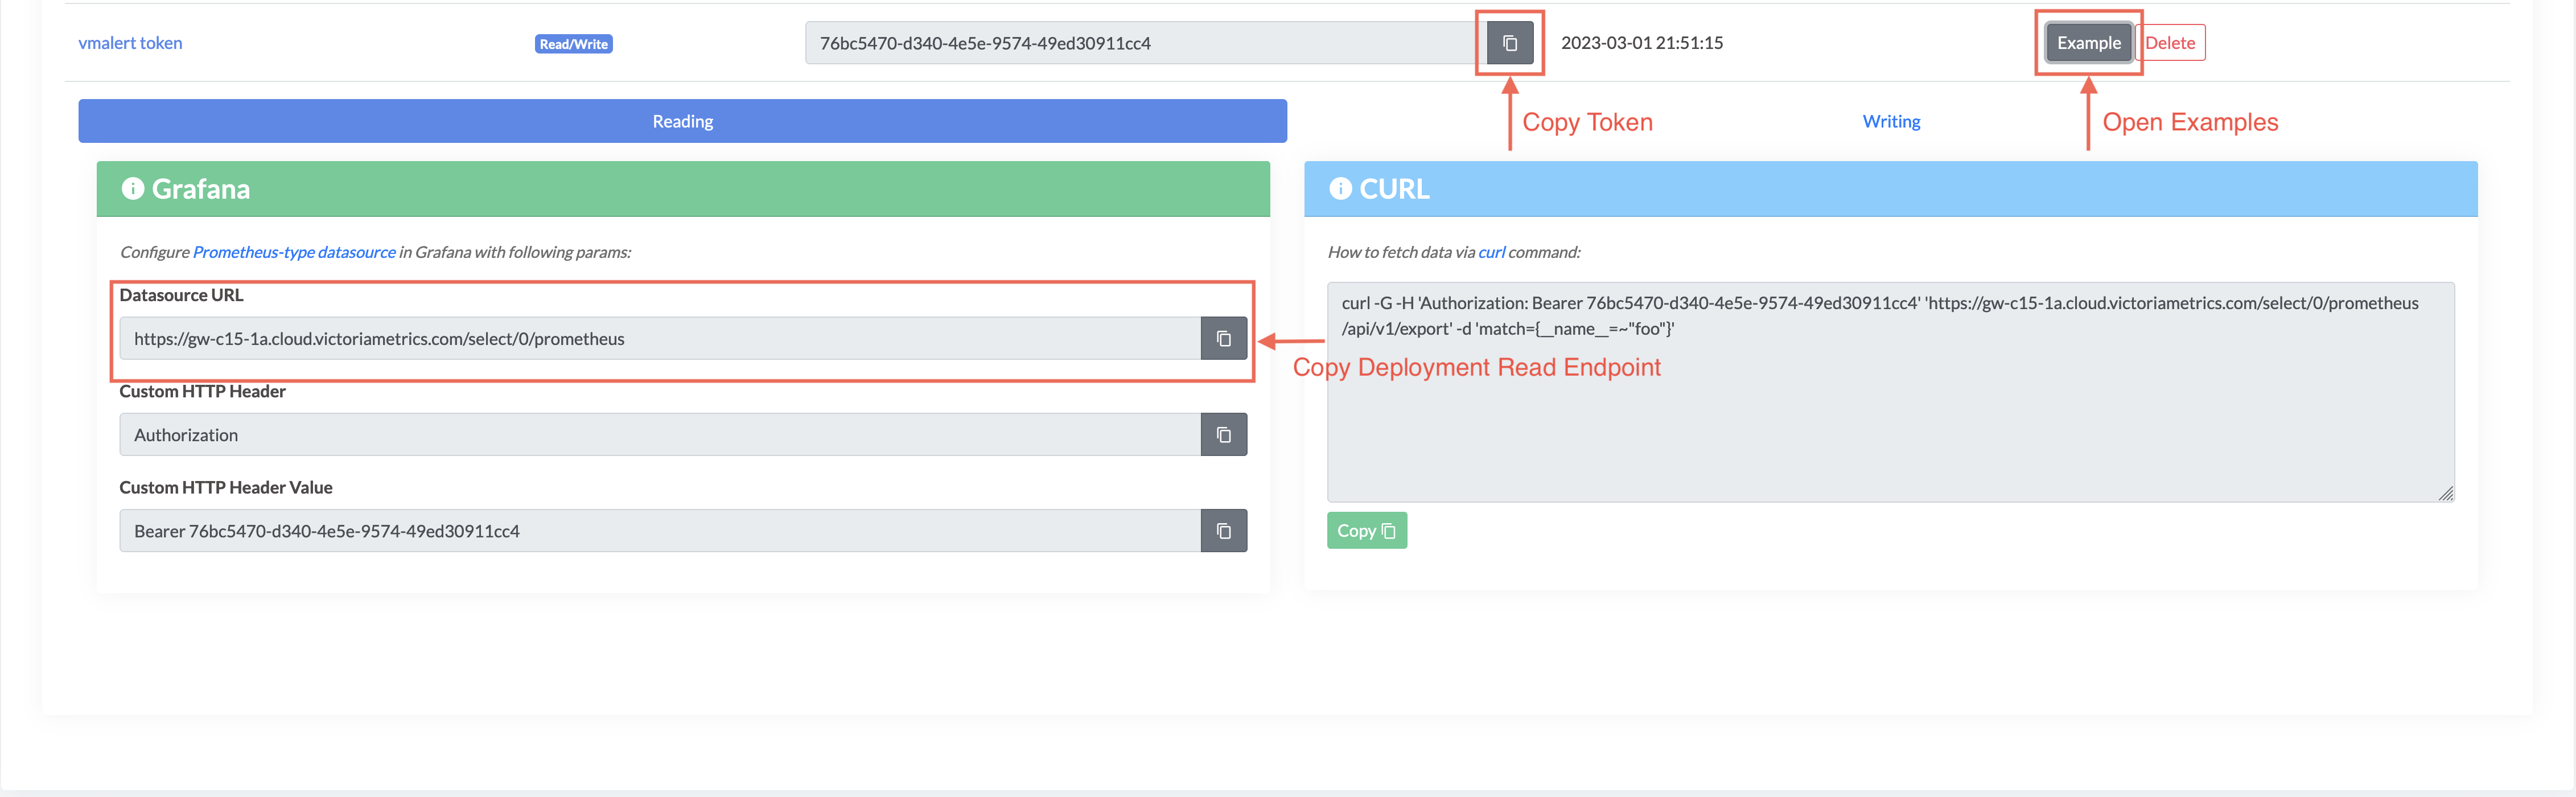 vmalert token
Read/Write
76bc5470-d340-4e5e-9574-49ed30911cc4
2023-03-01 21:51:15
Example
Delete
Reading
Copy Token
Writing
Open Examples
Grafana
CURL
Configure Prometheus-type datasource in Grafana with following params:
How to fetch data via curl command:
Datasource URL
https://gw-c15-1a.cloud.victoriametrics.com/select/0/prometheus
curl -G -H 'Authorization: Bearer 76bc5470-d340-4e5e-9574-49ed30911cc4' 'https://gw-c15-1a.cloud.victoriametrics.com/select/0/prometheus
/api/v1/export' -d 'match={__name__=~"foo"}'
Copy Deployment Read Endpoint
Custom HTTP Header
Authorization
Custom HTTP Header Value
Bearer 76bc5470-d340-4e5e-9574-49ed30911cc4
Copy